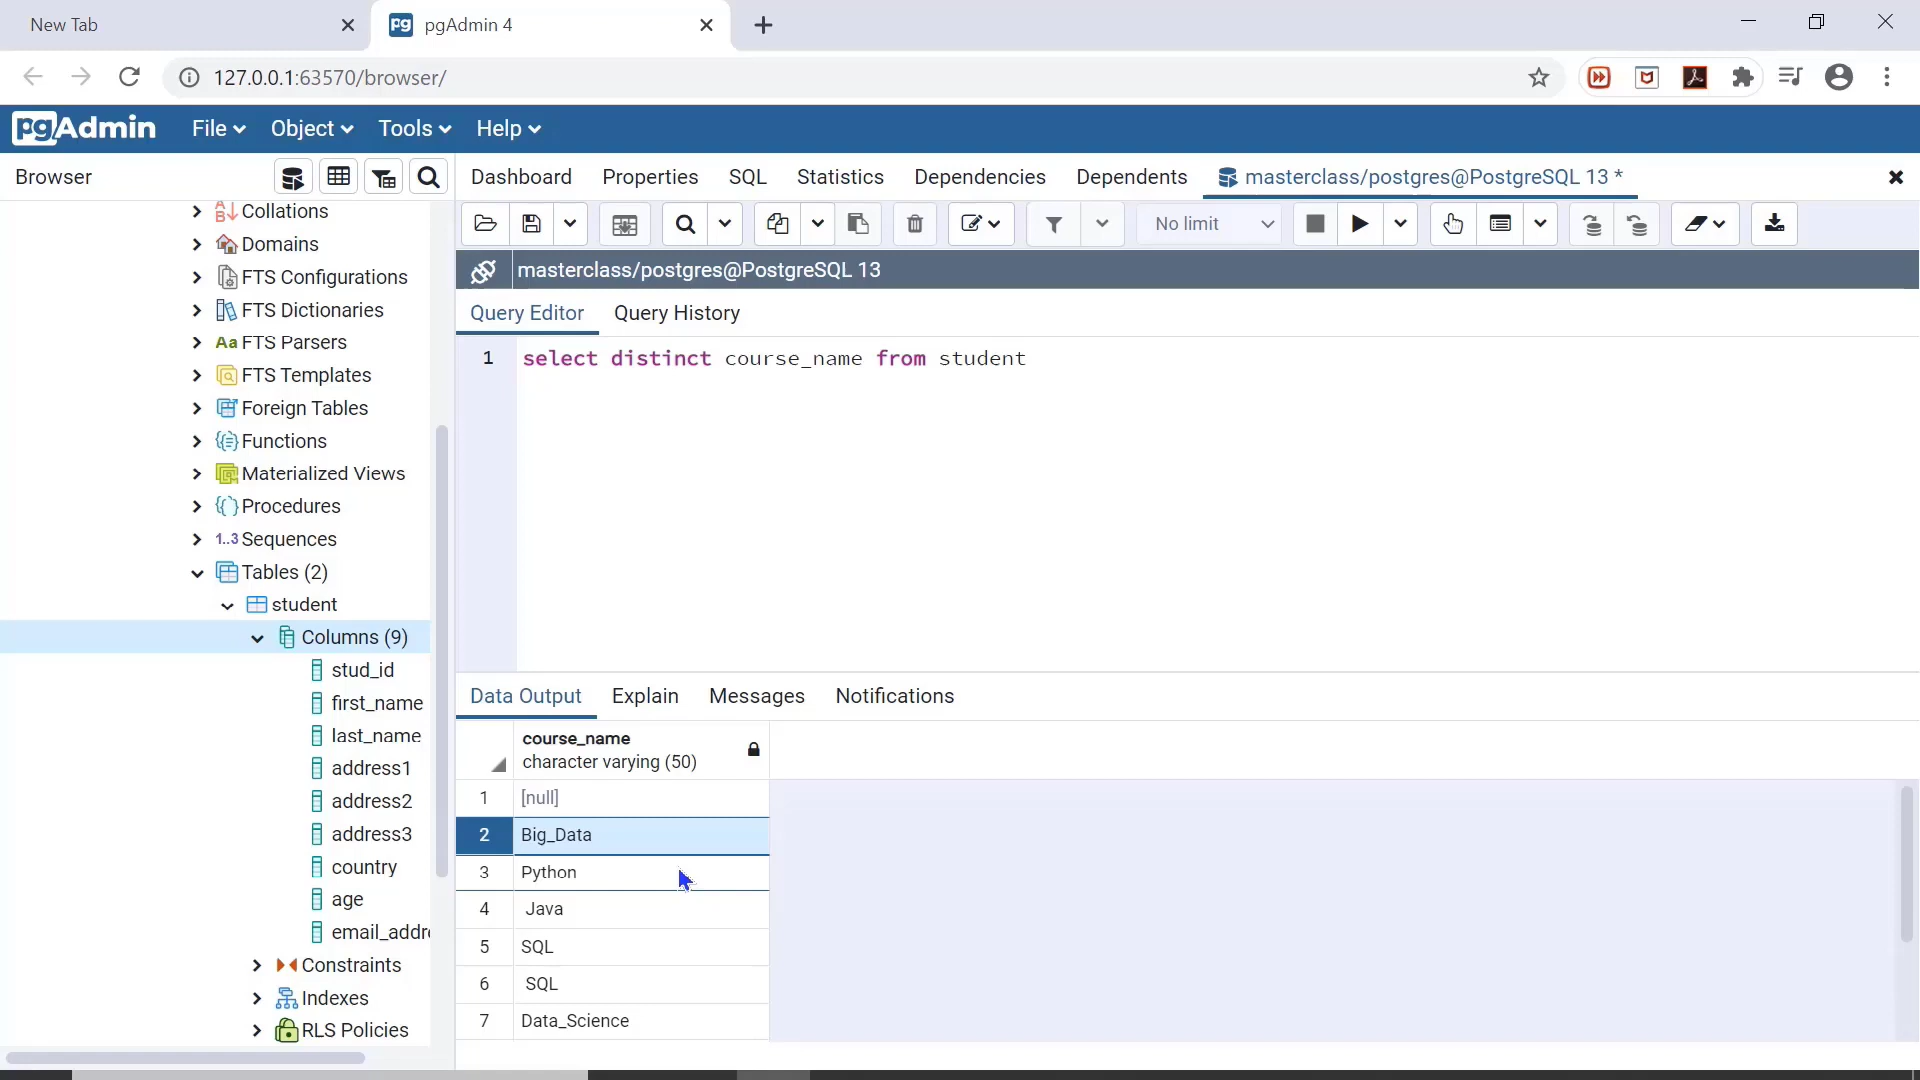 New Tab
pgAdmin 4
127.0.0.1:63570/browser/
pgAdmin File Object Tools Help
Browser
Dashboard Properties SQL Statistics Dependencies Dependents masterclass/postgres@PostgreSQL 13 *
No limit
masterclass/postgres@PostgreSQL 13
Query Editor Query History
1 select distinct course_name from student
Collations
Domains
FTS Configurations
FTS Dictionaries
Aa FTS Parsers
FTS Templates
Foreign Tables
Functions
Materialized Views
Procedures
1..3 Sequences
Tables (2)
student
Columns (9)
stud_id
first_name
last_name
address1
address2
address3
country
age
email_addr
Constraints
Indexes
RLS Policies
Data Output Explain Messages Notifications
course_name
character varying (50)
1 [null]
2 Big_Data
3 Python
4 Java
5 SQL
6 SQL
7 Data_Science